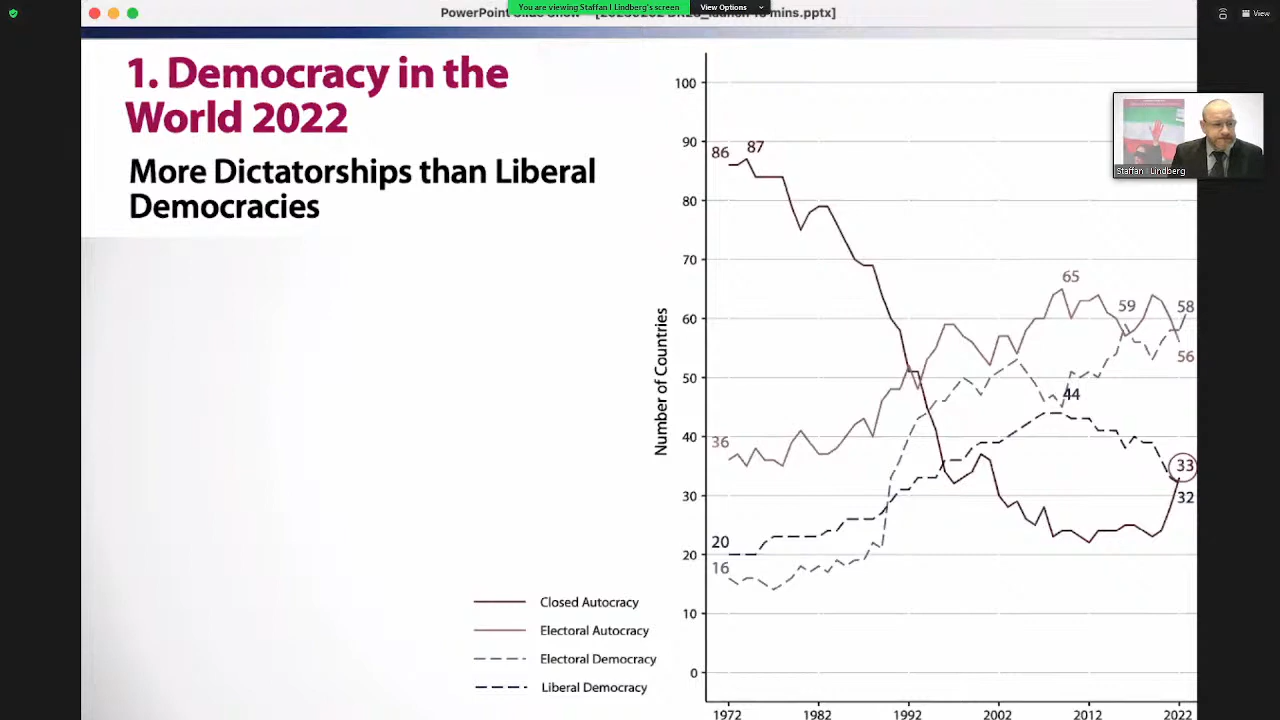 You are viewing Staffan I Lindberg's screen
View Options
View
1. Democracy in the
World 2022
More Dictatorships than Liberal
Democracies
Staffan Lindberg
Number of Countries
100
90
80
70
60
50
40
30
20
10
0
86
87
65
59
58
56
44
36
33
32
20
16
Closed Autocracy
Electoral Autocracy
Electoral Democracy
Liberal Democracy
1972
1982
1992
2002
2012
2022